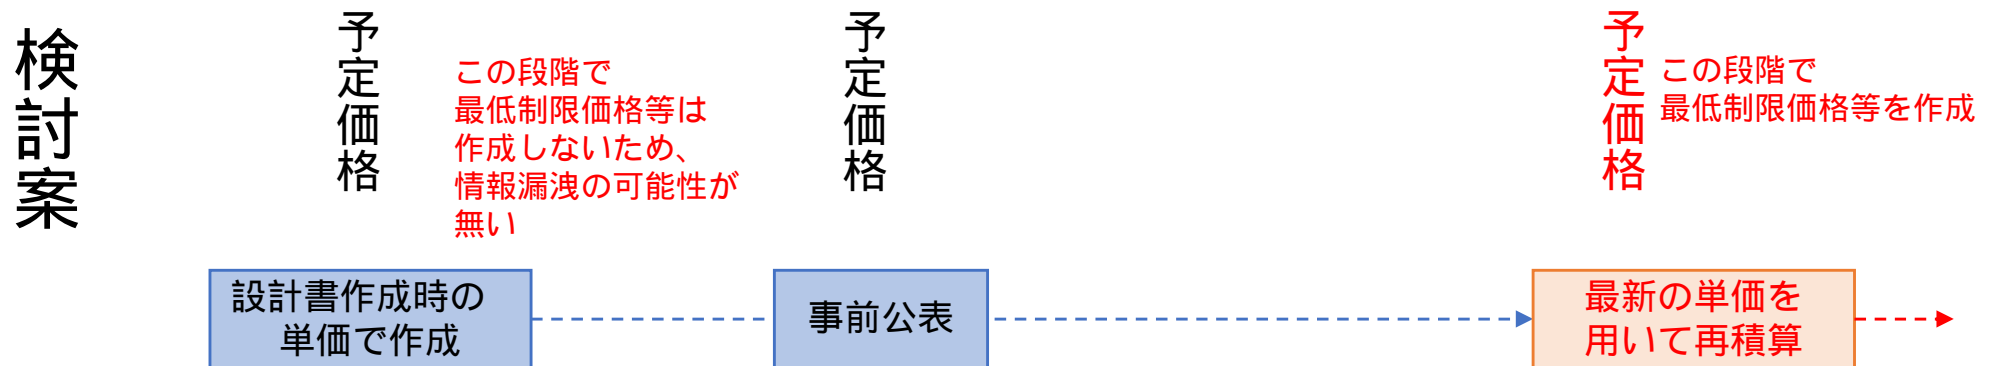 検討案
予定価格
この段階で
最低制限価格等は
作成しないため、
情報漏洩の可能性が
無い
予定価格
予定価格
この段階で
最低制限価格等を作成
設計書作成時の
単価で作成
事前公表
最新の単価を
用いて再積算